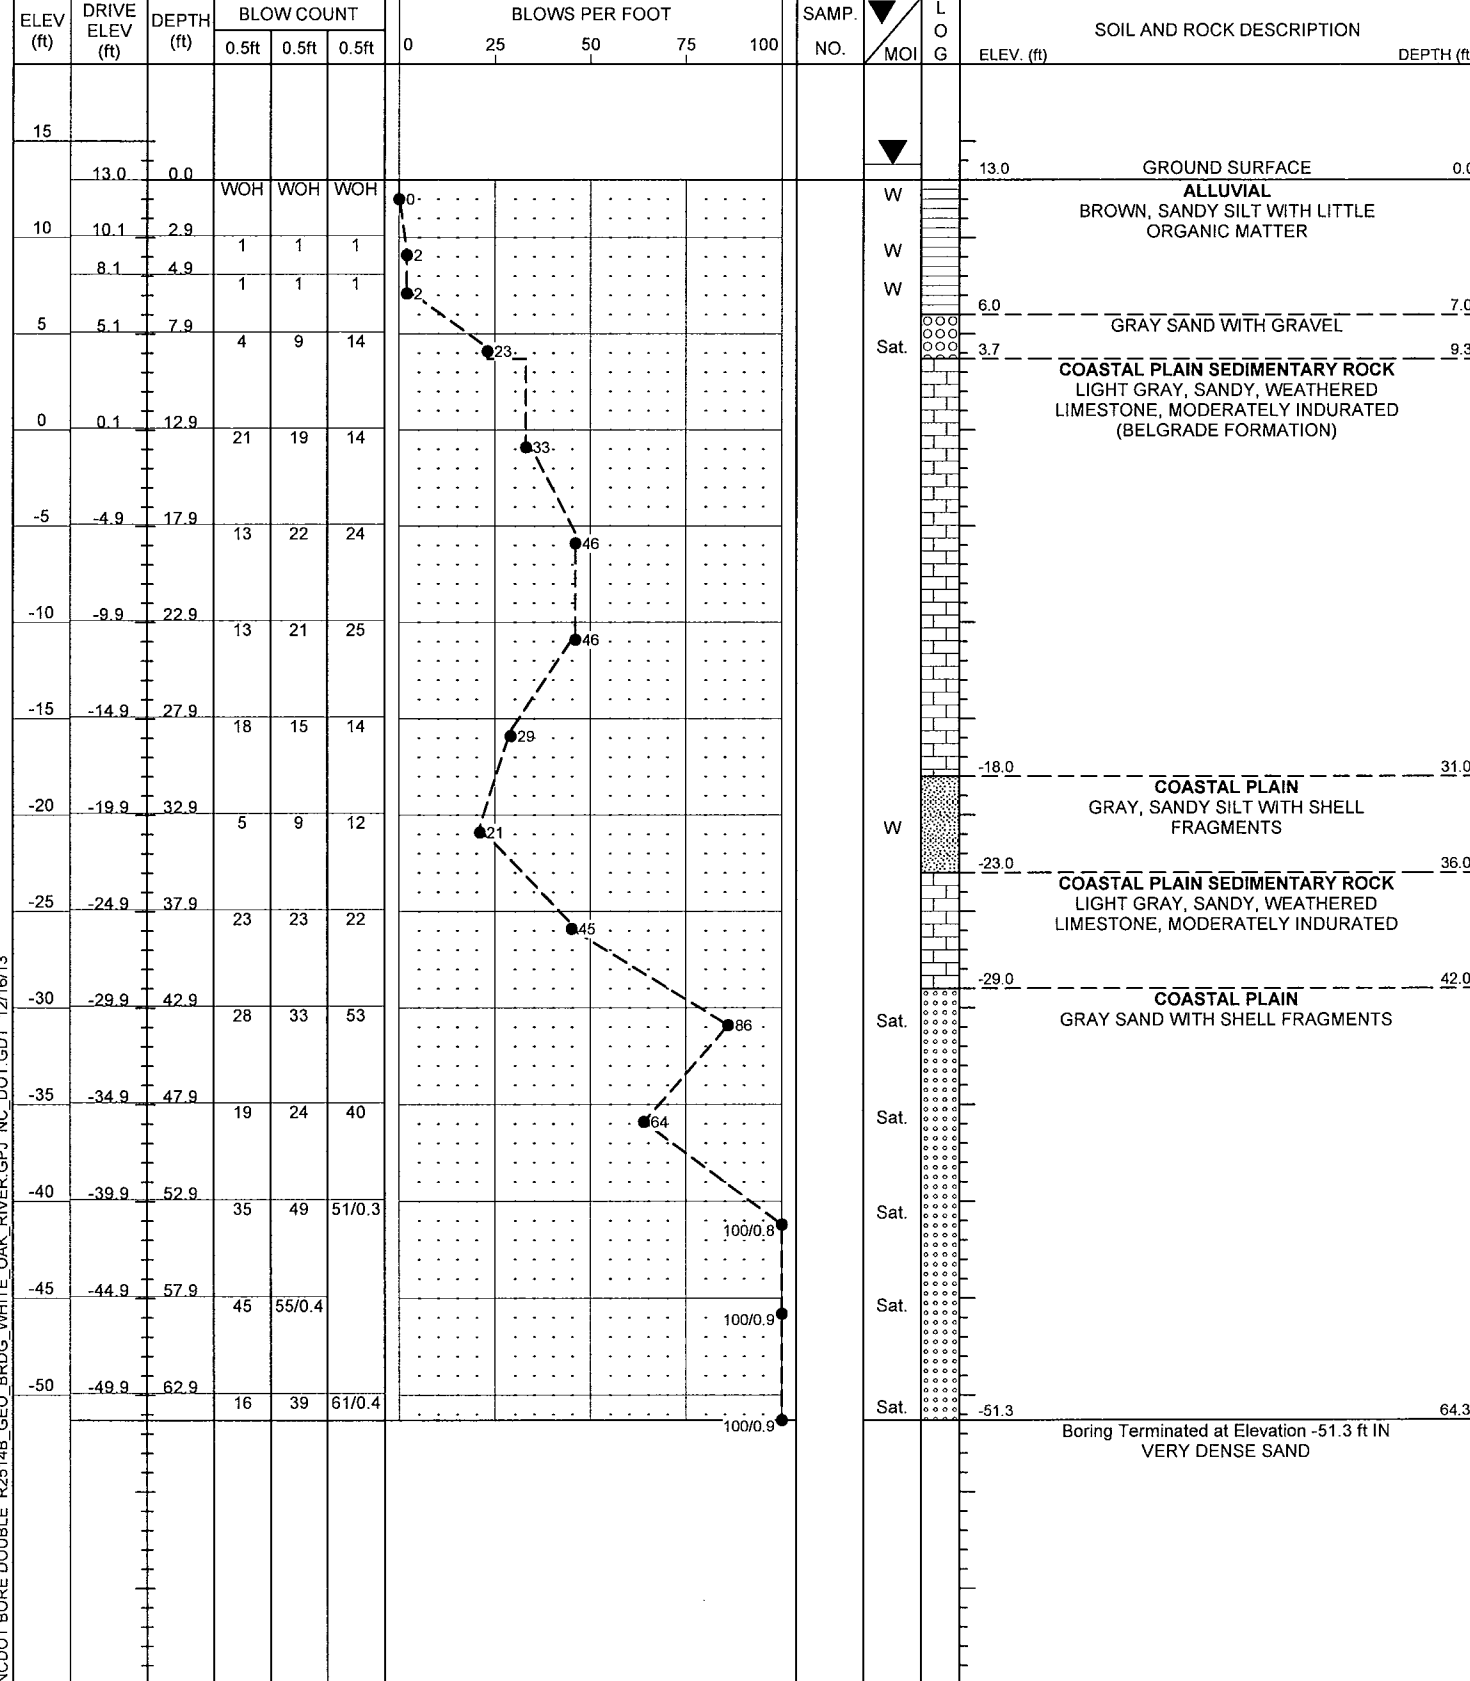 ELEV (ft) DRIVE ELEV (ft) DEPTH (ft) BLOW COUNT BLOWS PER FOOT SAMP. NO. MOI L O G SOIL AND ROCK DESCRIPTION
0.5ft 0.5ft 0.5ft 0 25 50 75 100 ELEV. (ft) DEPTH (ft
15
13.0 0.0 13.0 GROUND SURFACE 0.0
WOH WOH WOH 0 W ALLUVIAL
BROWN, SANDY SILT WITH LITTLE
ORGANIC MATTER
10 10.1 2.9
1 1 1 2 W
8.1 4.9
1 1 1 2 W
6.0 7.0
5 5.1 7.9 GRAY SAND WITH GRAVEL
4 9 14 23 Sat. 3.7 9.3
COASTAL PLAIN SEDIMENTARY ROCK
LIGHT GRAY, SANDY, WEATHERED
LIMESTONE, MODERATELY INDURATED
(BELGRADE FORMATION)
0 0.1 12.9
21 19 14 33
-5 -4.9 17.9
13 22 24 46
-10 -9.9 22.9
13 21 25 46
-15 -14.9 27.9
18 15 14 29
-18.0 31.0
COASTAL PLAIN
GRAY, SANDY SILT WITH SHELL
FRAGMENTS
-20 -19.9 32.9
5 9 12 21 W
-23.0 36.0
COASTAL PLAIN SEDIMENTARY ROCK
LIGHT GRAY, SANDY, WEATHERED
LIMESTONE, MODERATELY INDURATED
-25 -24.9 37.9
23 23 22 45
-29.0 42.0
COASTAL PLAIN
GRAY SAND WITH SHELL FRAGMENTS
-30 -29.9 42.9
28 33 53 86 Sat.
-35 -34.9 47.9
19 24 40 64 Sat.
-40 -39.9 52.9
35 49 51/0.3 100/0.8 Sat.
-45 -44.9 57.9
45 55/0.4 100/0.9 Sat.
-50 -49.9 62.9
16 39 61/0.4 100/0.9 Sat. -51.3 64.3
Boring Terminated at Elevation -51.3 ft IN
VERY DENSE SAND
NCDOT BORE DOUBLE R2514B_GEO_BRDG_WHITE_OAK_RIVER.GPJ NC_DOT.GDT 12/16/13